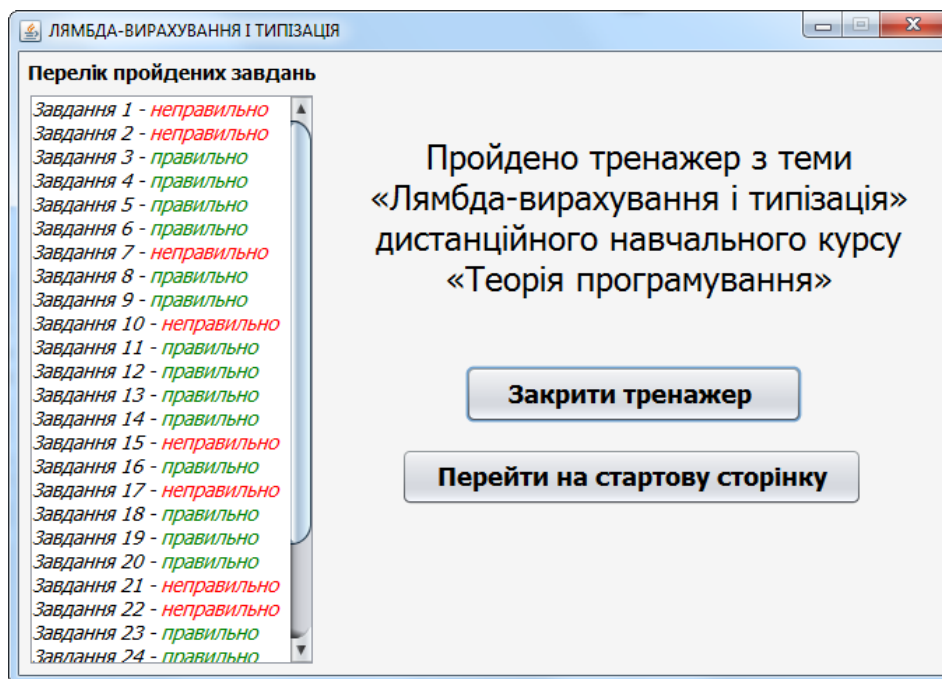 ЛЯМБДА-ВИРАХУВАННЯ І ТИПІЗАЦІЯ
Перелік пройдених завдань
Завдання 1 - неправильно
Завдання 2 - неправильно
Завдання 3 - правильно
Завдання 4 - правильно
Завдання 5 - правильно
Завдання 6 - правильно
Завдання 7 - неправильно
Завдання 8 - правильно
Завдання 9 - правильно
Завдання 10 - неправильно
Завдання 11 - правильно
Завдання 12 - правильно
Завдання 13 - правильно
Завдання 14 - правильно
Завдання 15 - неправильно
Завдання 16 - правильно
Завдання 17 - неправильно
Завдання 18 - правильно
Завдання 19 - правильно
Завдання 20 - правильно
Завдання 21 - неправильно
Завдання 22 - неправильно
Завдання 23 - правильно
Завдання 24 - правильно
Пройдено тренажер з теми
«Лямбда-вирахування і типізація»
дистанційного навчального курсу
«Теорія програмування»
Закрити тренажер
Перейти на стартову сторінку